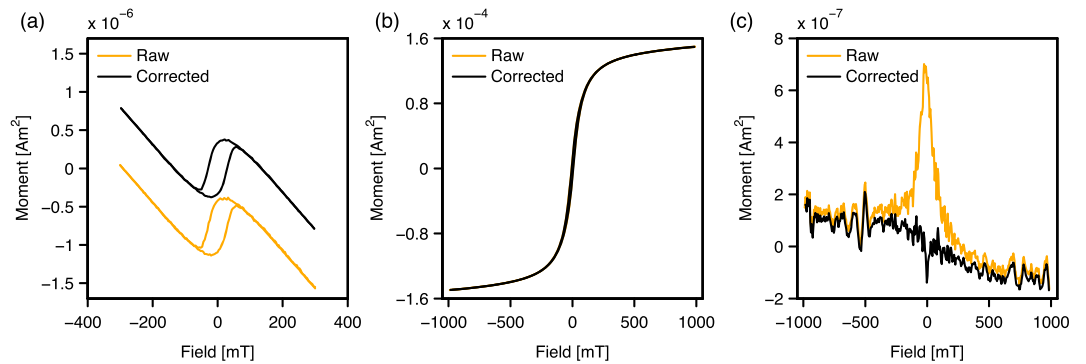 (a) x 10⁻⁶
Raw
Corrected
Moment [Am²]
1.5
1
0.5
0
−0.5
−1
−1.5
−400 −200 0 200 400
Field [mT]
(b) x 10⁻⁴
Raw
Corrected
Moment [Am²]
1.6
0.8
0
−0.8
−1.6
−1000 −500 0 500 1000
Field [mT]
(c) x 10⁻⁷
Raw
Corrected
Moment [Am²]
8
6
4
2
0
−2
−1000 −500 0 500 1000
Field [mT]